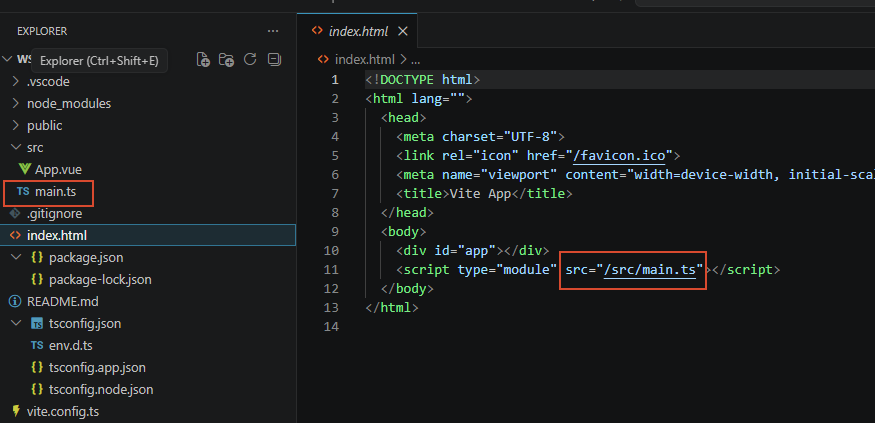 EXPLORER
Explorer (Ctrl+Shift+E)
.vscode
node_modules
public
src
App.vue
TS main.ts
.gitignore
<> index.html
{} package.json
{} package-lock.json
README.md
TS tsconfig.json
TS env.d.ts
{} tsconfig.app.json
{} tsconfig.node.json
vite.config.ts
<> index.html ×
<> index.html > ...
1 <!DOCTYPE html>
2 <html lang="">
3 <head>
4 <meta charset="UTF-8">
5 <link rel="icon" href="/favicon.ico">
6 <meta name="viewport" content="width=device-width, initial-scal
7 <title>Vite App</title>
8 </head>
9 <body>
10 <div id="app"></div>
11 <script type="module" src="/src/main.ts"></script>
12 </body>
13 </html>
14